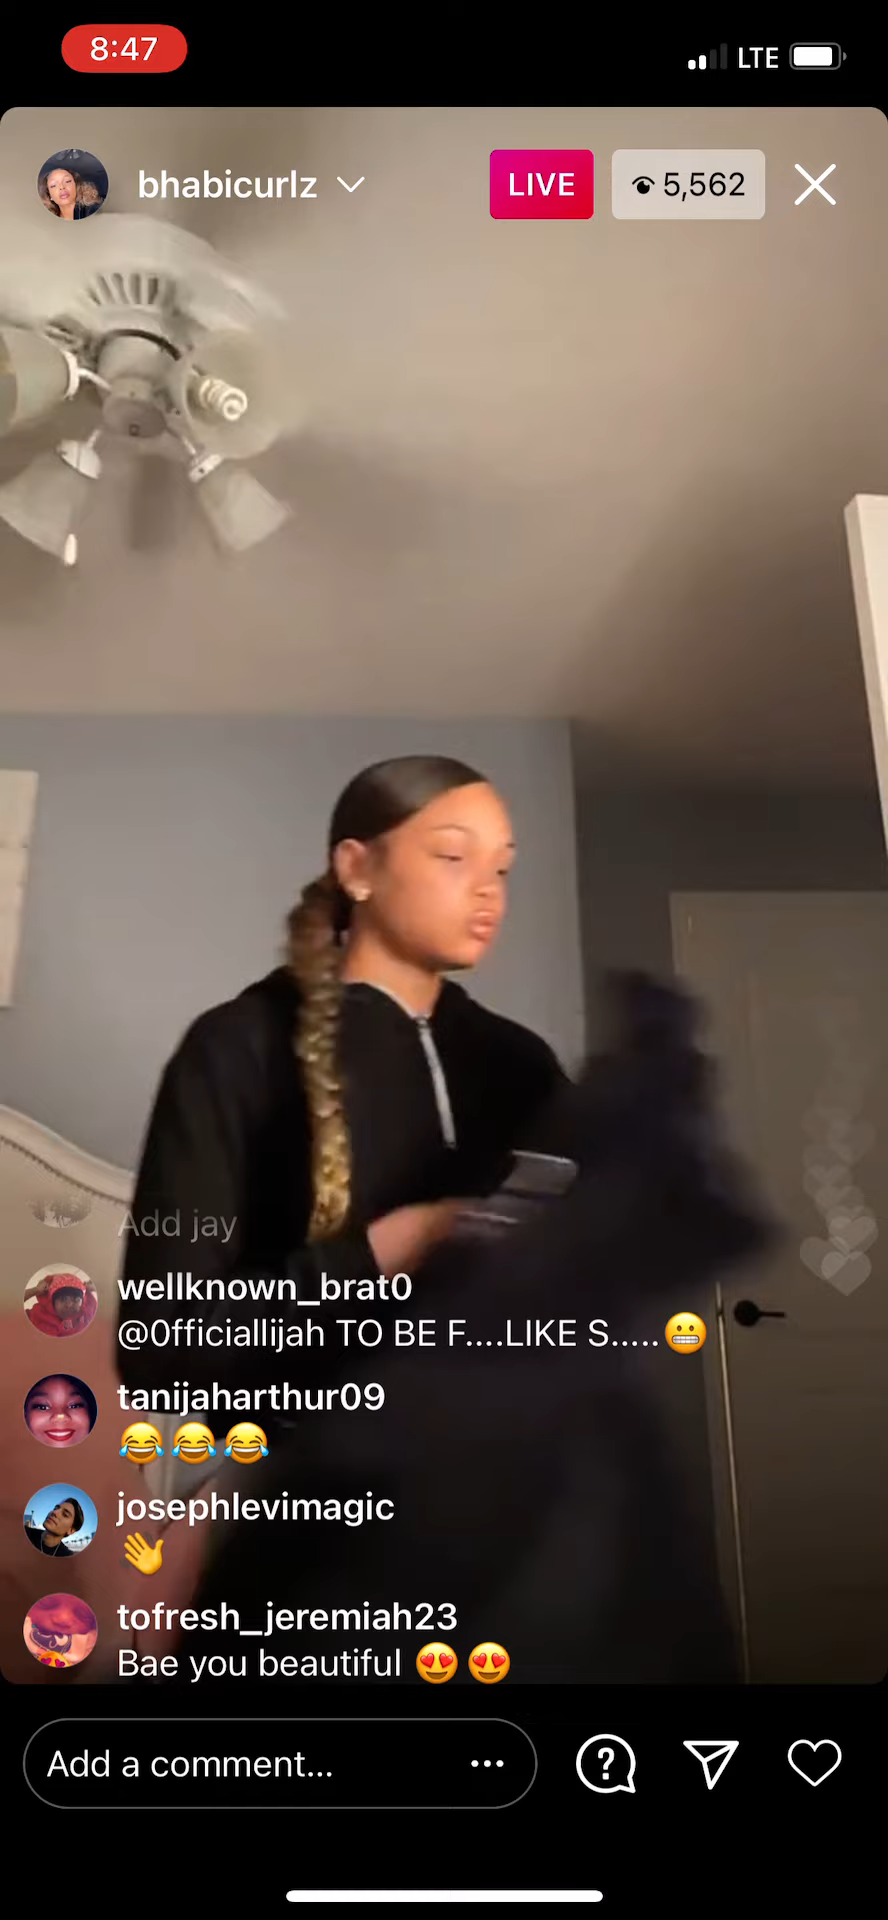 8:47
LTE
bhabicurlz
LIVE
5,562
Add jay
wellknown_brat0
@0fficiallijah TO BE F....LIKE S.....😬
tanijaharthur09
😂😂😂
josephlevimagic
👋
tofresh_jeremiah23
Bae you beautiful 😍😍
Add a comment...